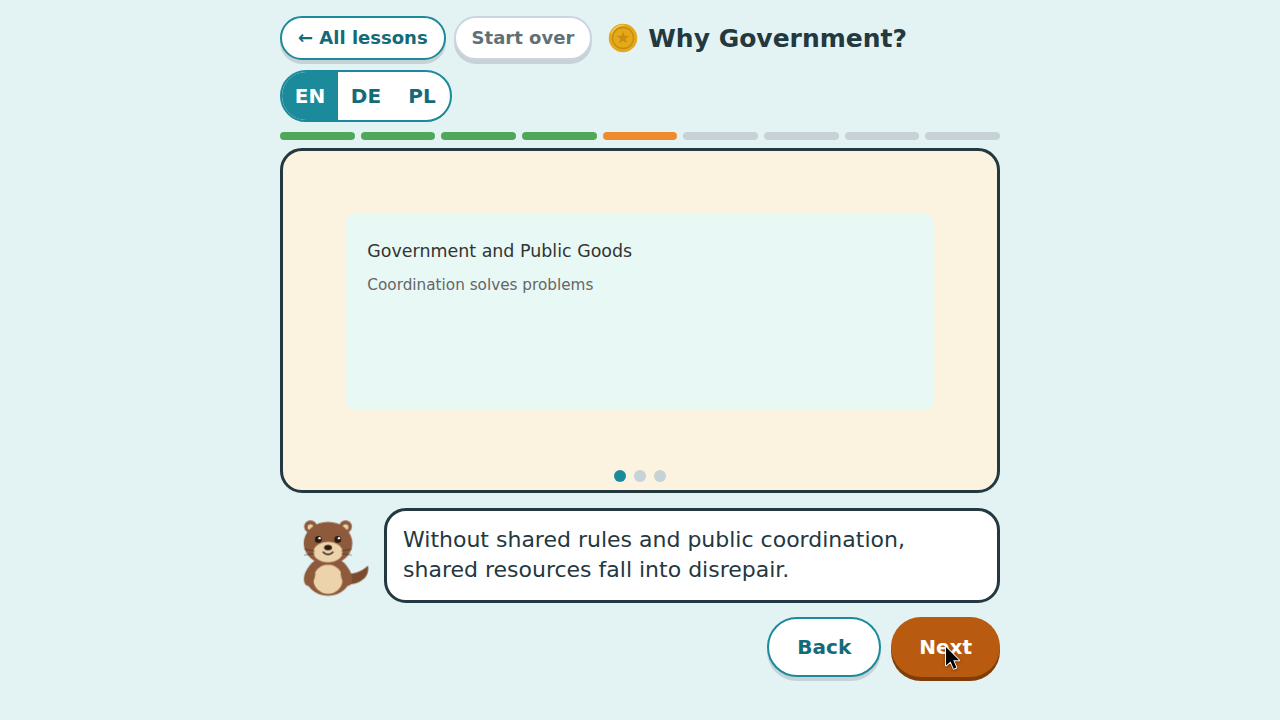 ← All lessons
Start over
Why Government?
EN DE PL
Government and Public Goods
Coordination solves problems
Without shared rules and public coordination,
shared resources fall into disrepair.
Back
Next